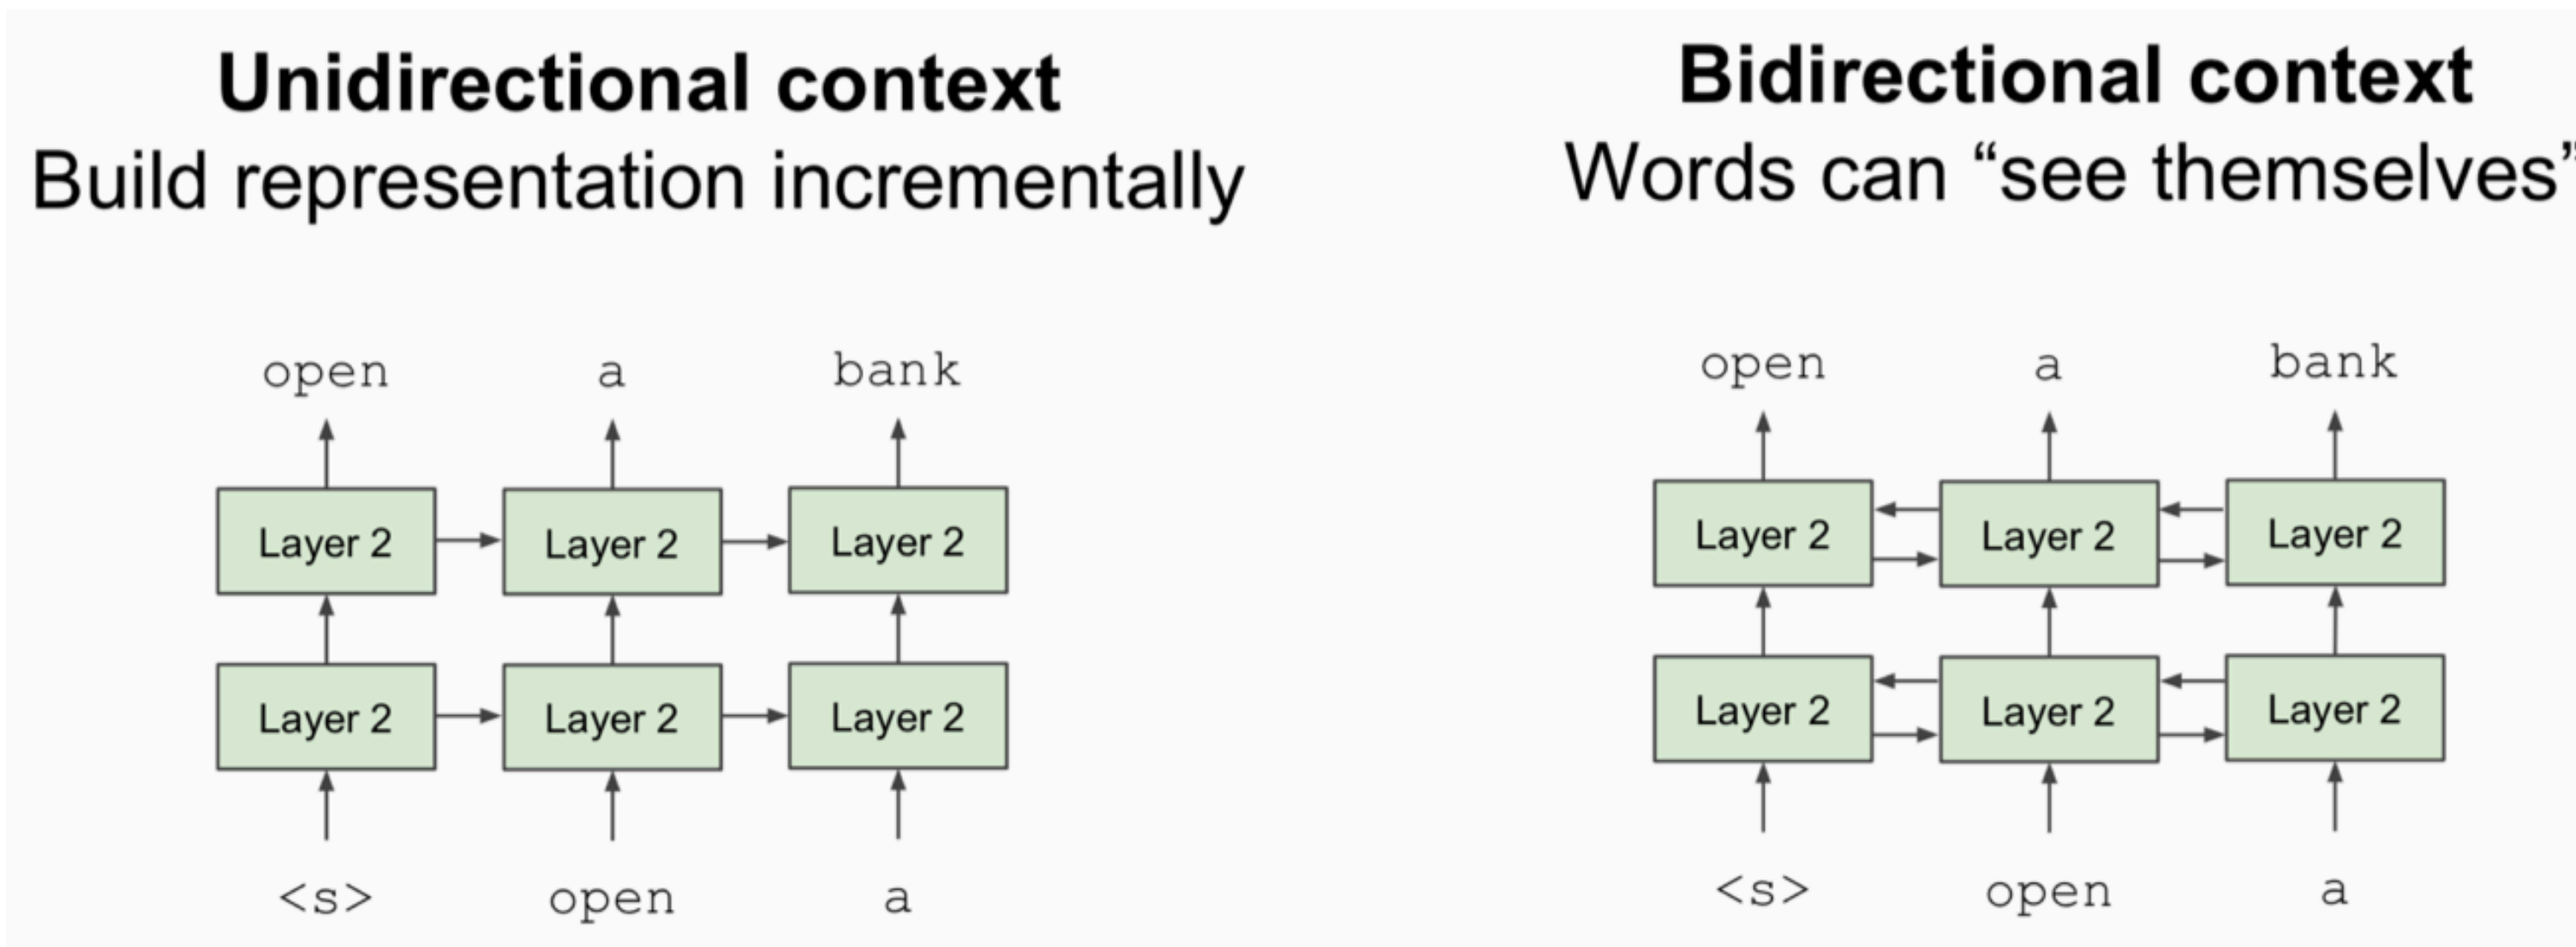 Unidirectional context
Build representation incrementally
open a bank
Layer 2 Layer 2 Layer 2
Layer 2 Layer 2 Layer 2
<s> open a
Bidirectional context
Words can “see themselves”
open a bank
Layer 2 Layer 2 Layer 2
Layer 2 Layer 2 Layer 2
<s> open a